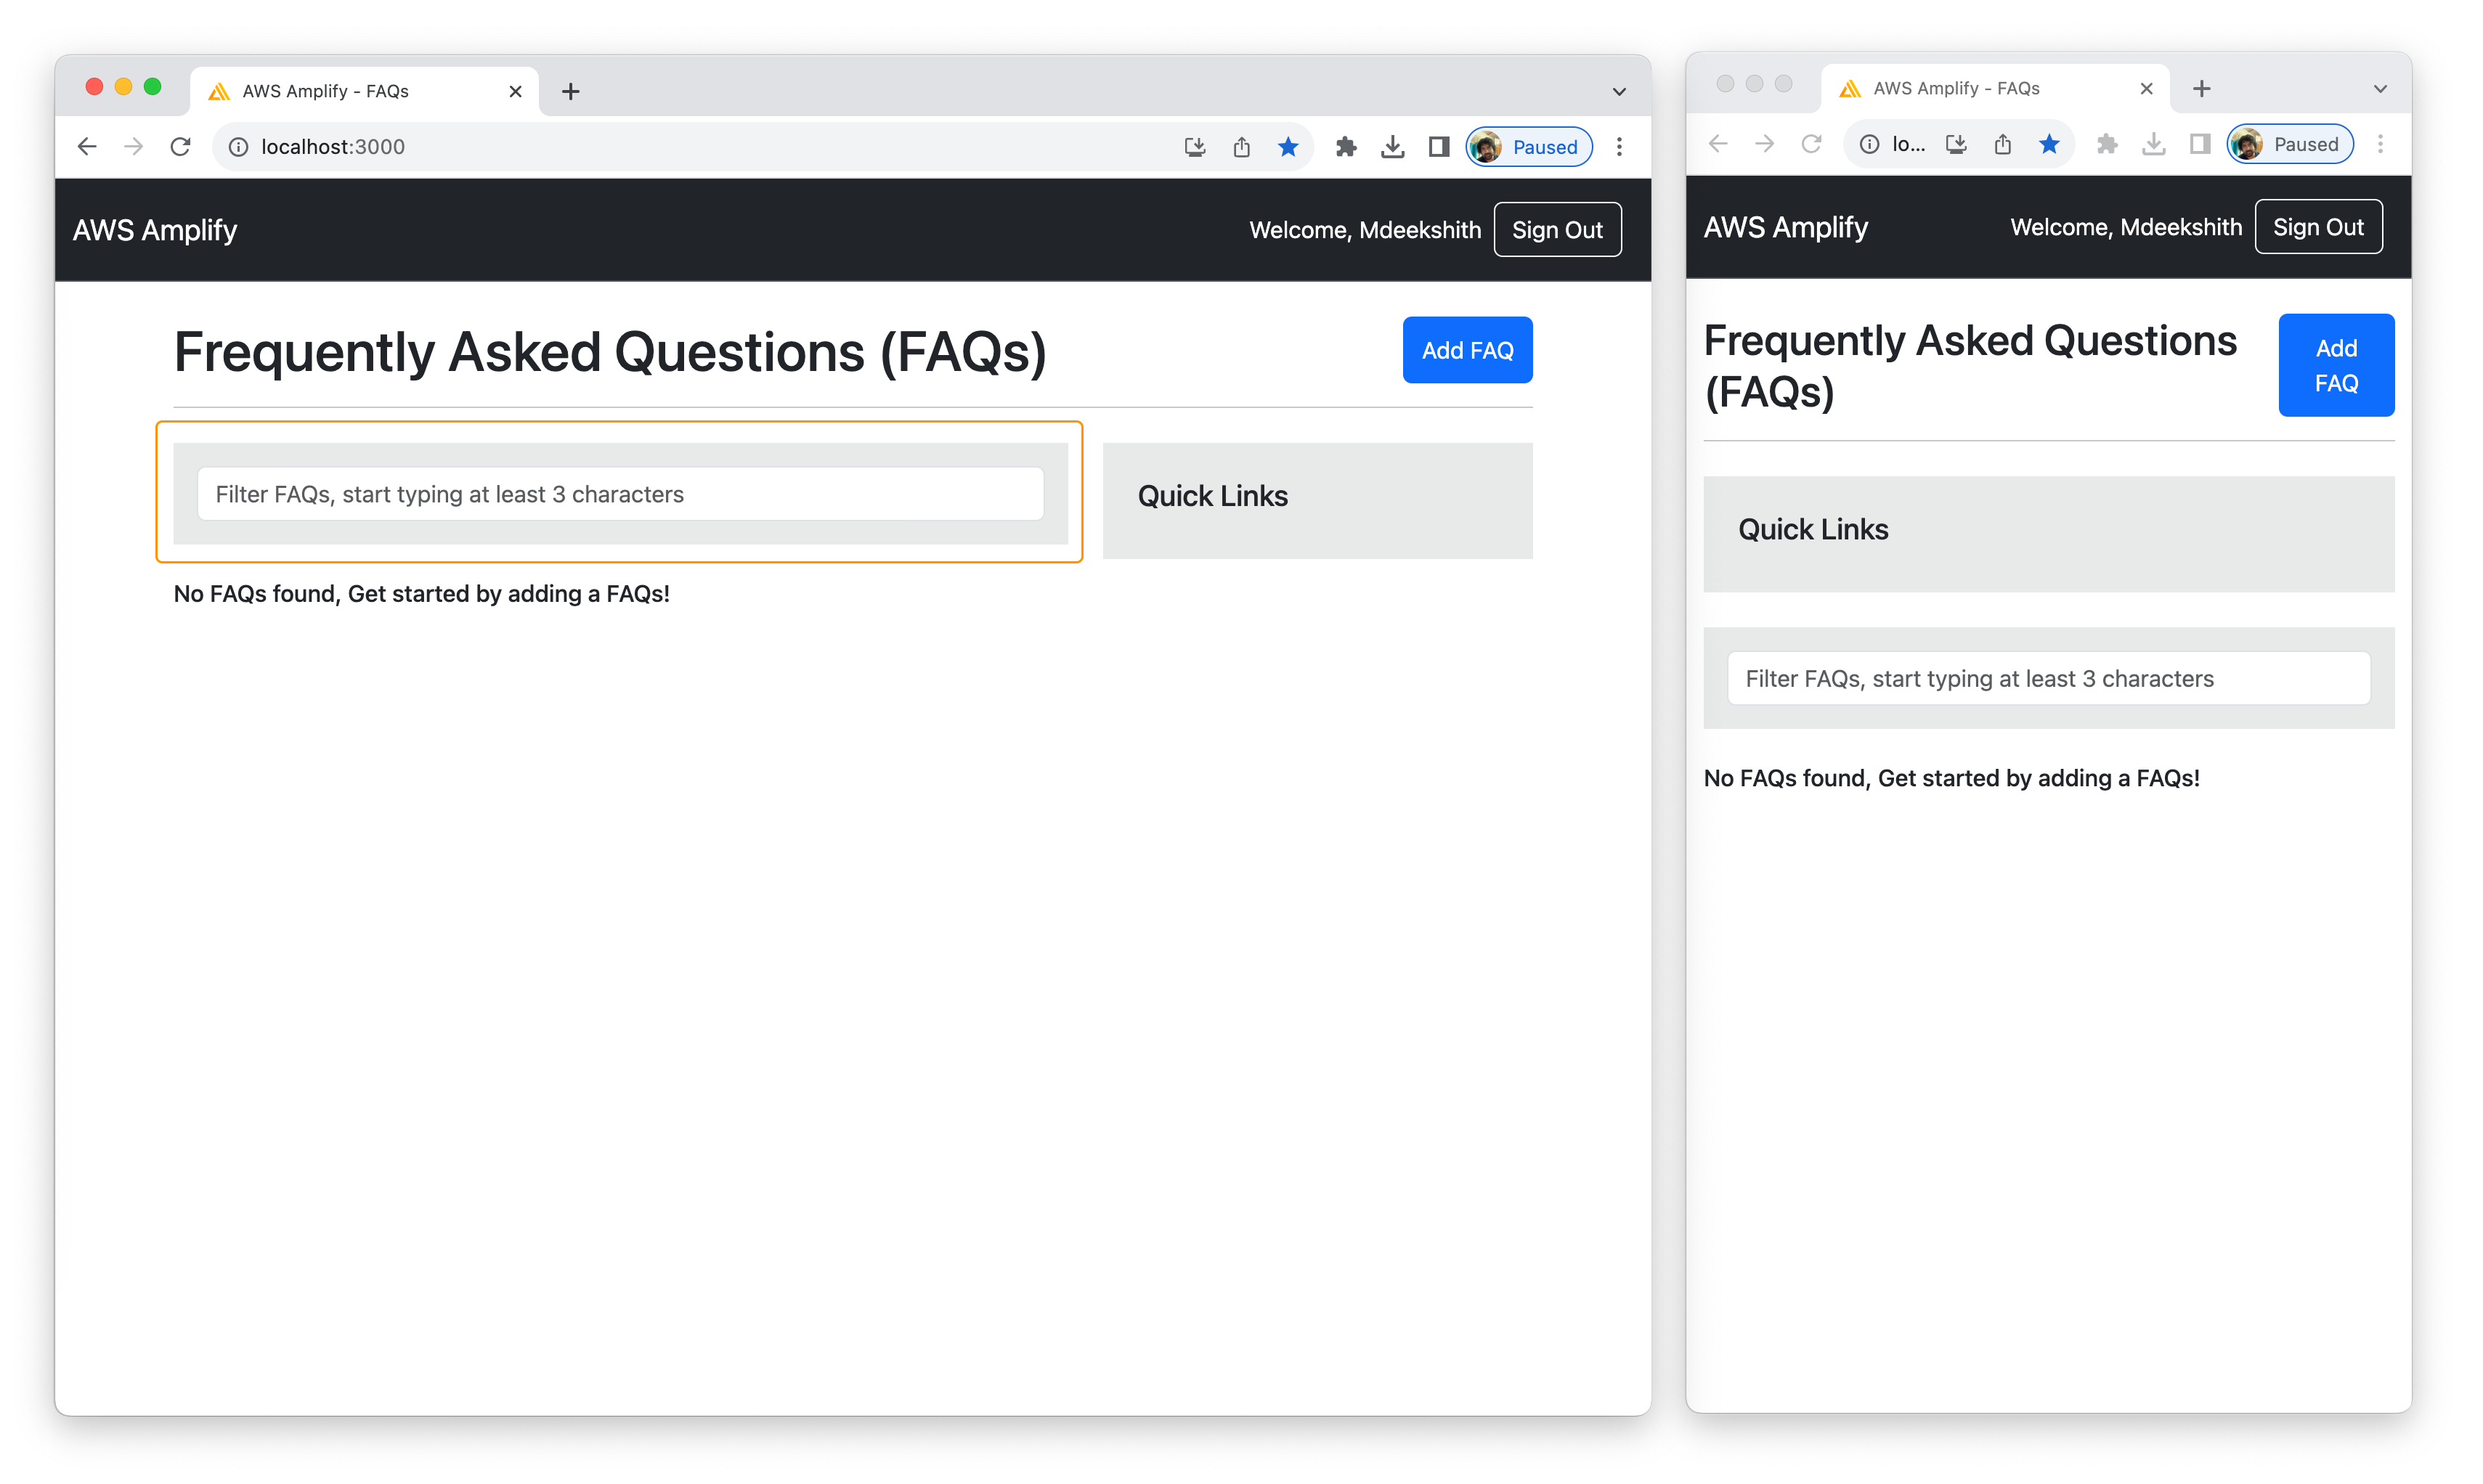 AWS Amplify - FAQs
localhost:3000
Paused
AWS Amplify
Welcome, Mdeekshith
Sign Out
Frequently Asked Questions (FAQs)
Add FAQ
Filter FAQs, start typing at least 3 characters
Quick Links
No FAQs found, Get started by adding a FAQs!
AWS Amplify - FAQs
lo...
Paused
AWS Amplify
Welcome, Mdeekshith
Sign Out
Frequently Asked Questions
(FAQs)
Add
FAQ
Quick Links
Filter FAQs, start typing at least 3 characters
No FAQs found, Get started by adding a FAQs!